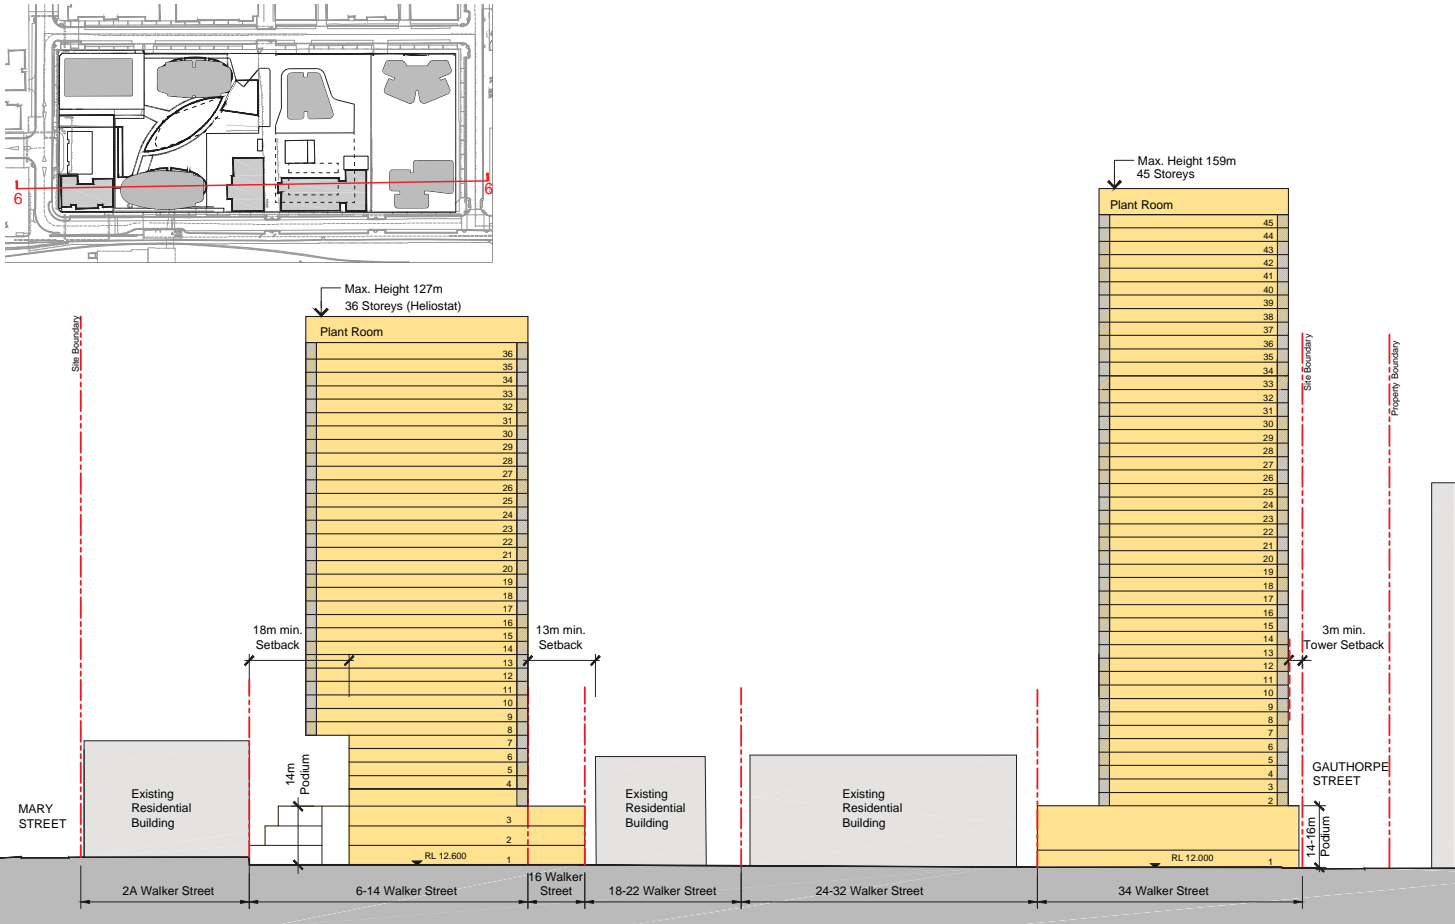 6
6
Max. Height 159m
45 Storeys
Plant Room
45
44
43
42
41
40
39
38
37
36
35
34
33
32
31
30
29
28
27
26
25
24
23
22
21
20
19
18
17
16
15
14
13
12
11
10
9
8
7
6
5
4
3
2
1
Max. Height 127m
36 Storeys (Heliostat)
Plant Room
36
35
34
33
32
31
30
29
28
27
26
25
24
23
22
21
20
19
18
17
16
15
14
13
12
11
10
9
8
7
6
5
4
3
2
1
Site Boundary
Site Boundary
Property Boundary
18m min.
Setback
13m min.
Setback
3m min.
Tower Setback
14m
Podium
14-16m
Podium
MARY
STREET
GAUTHORPE
STREET
Existing
Residential
Building
Existing
Residential
Building
Existing
Residential
Building
RL 12.600
RL 12.000
2A Walker Street
6-14 Walker Street
16 Walker
Street
18-22 Walker Street
24-32 Walker Street
34 Walker Street